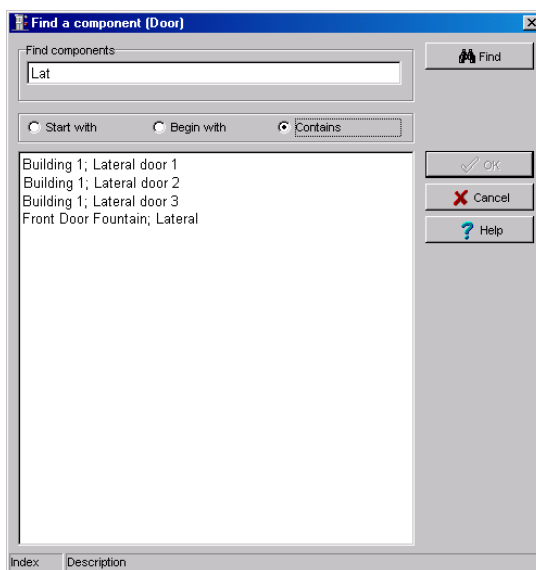 Find a component (Door)
Find components
Lat
Find
Start with
Begin with
Contains
Building 1; Lateral door 1
Building 1; Lateral door 2
Building 1; Lateral door 3
Front Door Fountain; Lateral
OK
Cancel
Help
Index
Description